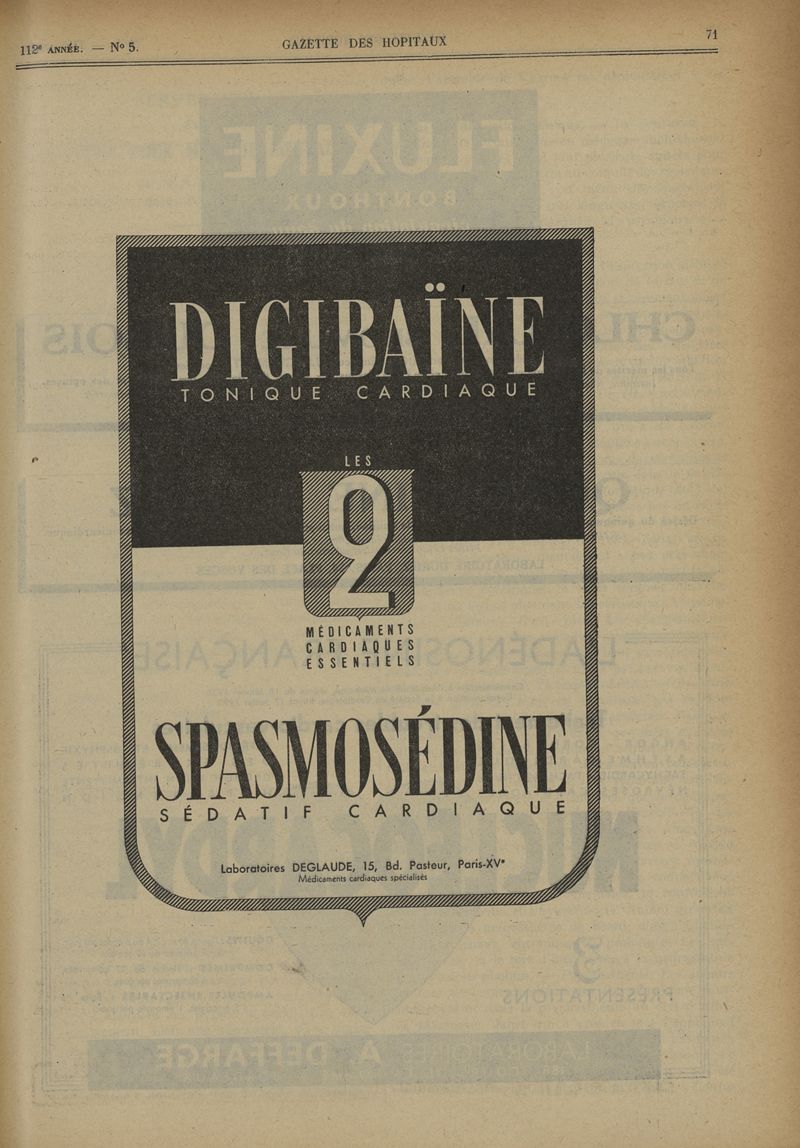 112e ANNÉE. — No 5.
GAZETTE DES HOPITAUX
71
DIGIBAÏNE
TONIQUE CARDIAQUE
LES
2
MÉDICAMENTS
CARDIAQUES
ESSENTIELS
SPASMOSÉDINE
SÉDATIF CARDIAQUE
Laboratoires DEGLAUDE, 15, Bd. Pasteur, Paris-XVe
Médicaments cardiaques spécialisés